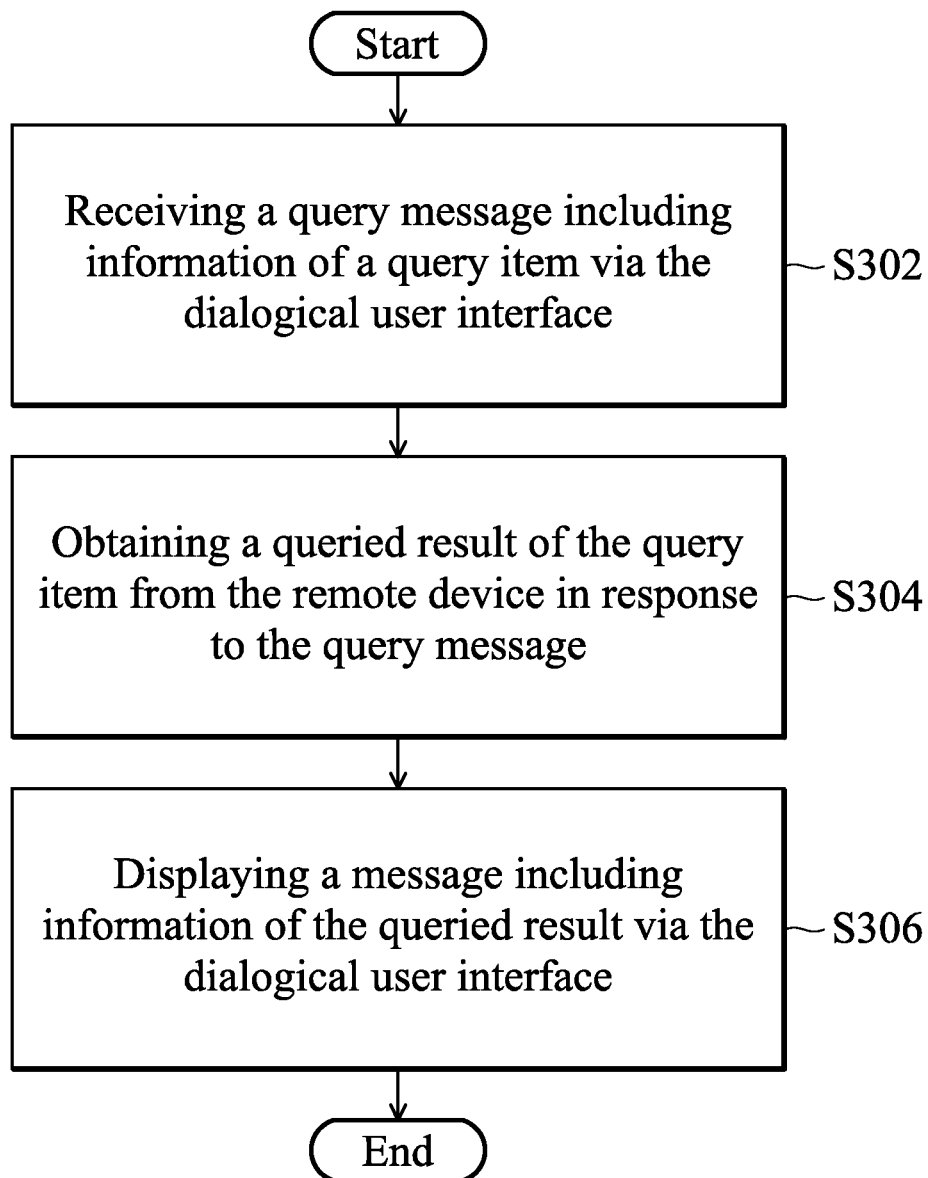 Start
Receiving a query message including
information of a query item via the
dialogical user interface
S302
Obtaining a queried result of the query
item from the remote device in response
to the query message
S304
Displaying a message including
information of the queried result via the
dialogical user interface
S306
End